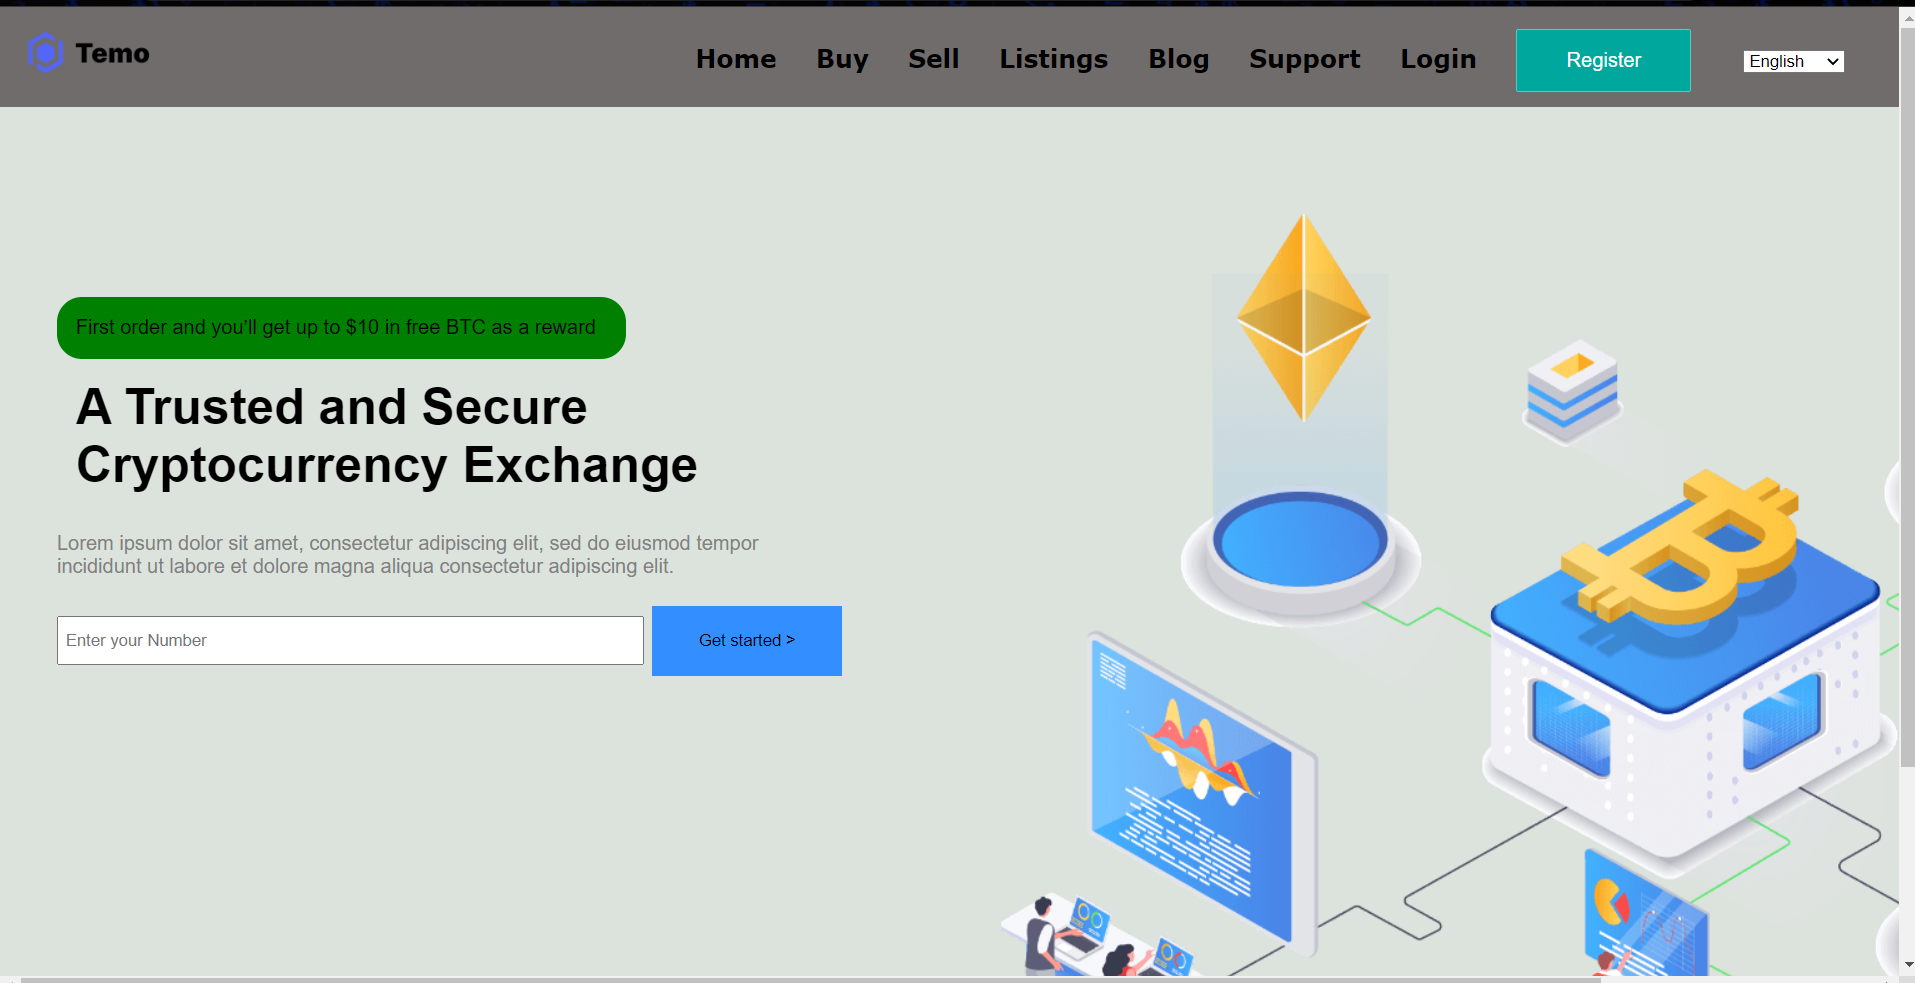 Temo
Home Buy Sell Listings Blog Support Login Register English
First order and you'll get up to $10 in free BTC as a reward
A Trusted and Secure
Cryptocurrency Exchange
Lorem ipsum dolor sit amet, consectetur adipiscing elit, sed do eiusmod tempor
incididunt ut labore et dolore magna aliqua consectetur adipiscing elit.
Enter your Number
Get started >